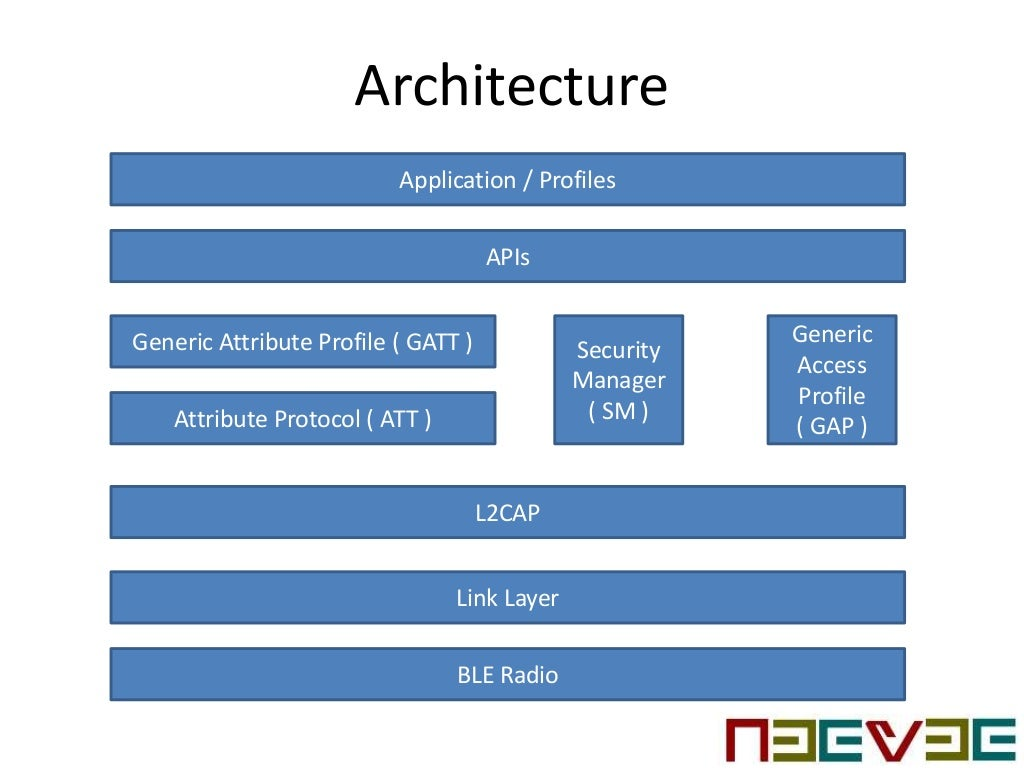 Architecture
Application / Profiles
APIs
Generic Attribute Profile ( GATT )
Attribute Protocol ( ATT )
Security
Manager
( SM )
Generic
Access
Profile
( GAP )
L2CAP
Link Layer
BLE Radio